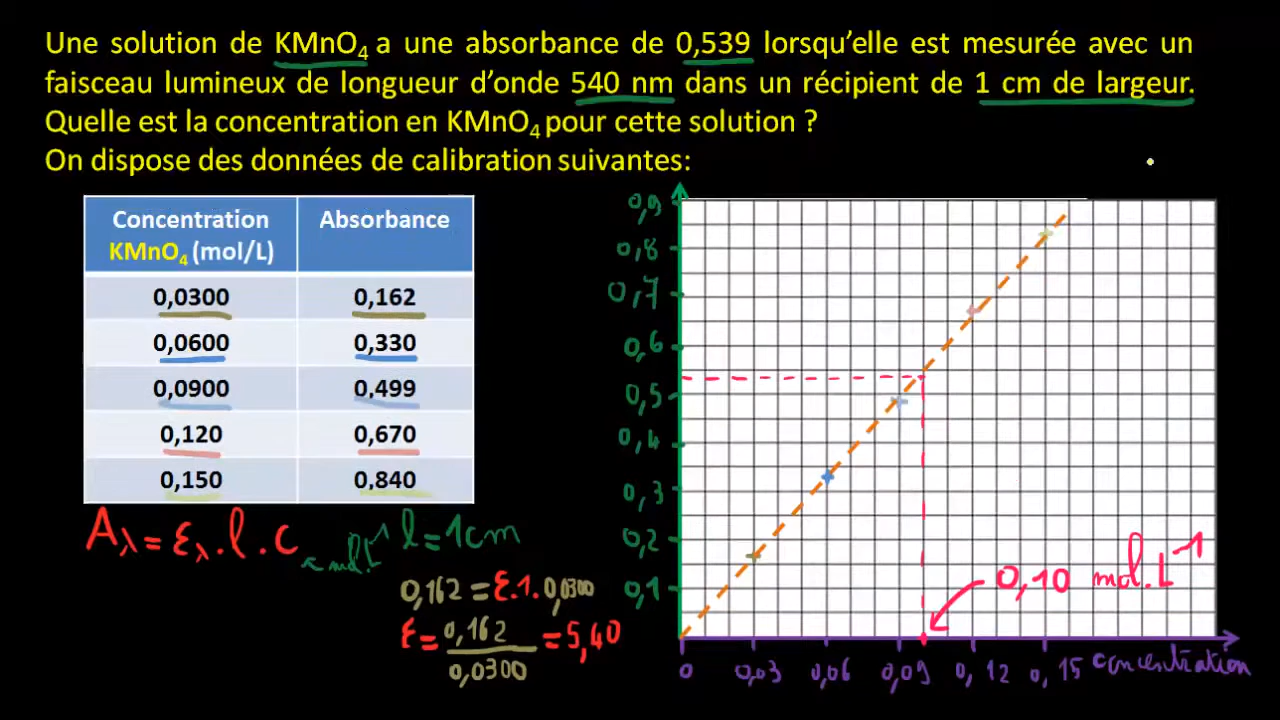 Une solution de KMnO₄ a une absorbance de 0,539 lorsqu'elle est mesurée avec un
faisceau lumineux de longueur d'onde 540 nm dans un récipient de 1 cm de largeur.
Quelle est la concentration en KMnO₄ pour cette solution ?
On dispose des données de calibration suivantes:
Concentration KMnO₄ (mol/L) Absorbance
0,0300 0,162
0,0600 0,330
0,0900 0,499
0,120 0,670
0,150 0,840
Aλ = ελ . l . c
mol.L⁻¹
l = 1cm
0,162 = ε.1. 0,0300
ε = 0,162 / 0,0300 = 5,40
0,9
0,8
0,7
0,6
0,5
0,4
0,3
0,2
0,1
0,10 mol.L⁻¹
0 0,03 0,06 0,09 0,12 0,15 concentration